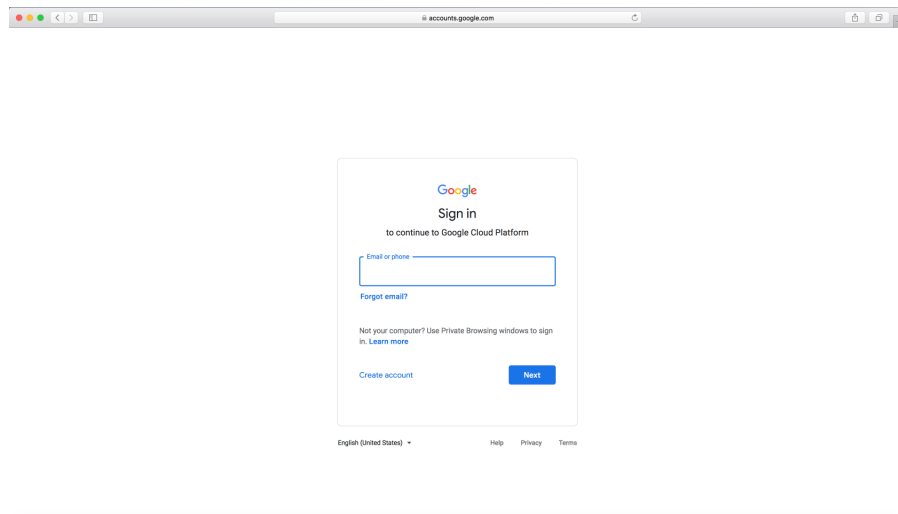 accounts.google.com
Google
Sign in
to continue to Google Cloud Platform
Email or phone
Forgot email?
Not your computer? Use Private Browsing windows to sign
in. Learn more
Create account
Next
English (United States)
Help
Privacy
Terms